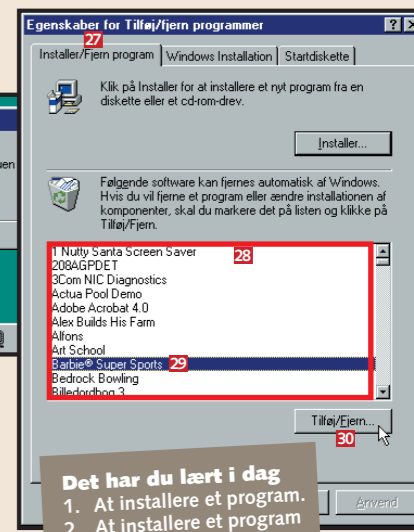 Egenskaber for Tilføj/fjern programmer
27
Installer/Fjern program Windows Installation Startdiskette
Klik på Installer for at installere et nyt program fra en
diskette eller et cd-rom-drev.
Installer...
Følgende software kan fjernes automatisk af Windows.
Hvis du vil fjerne et program eller ændre installationen af
komponenter, skal du markere det på listen og klikke på
Tilføj/Fjern.
1 Nutty Santa Screen Saver
28
208AGPDET
3Com NIC Diagnostics
Actua Pool Demo
Adobe Acrobat 4.0
Alex Builds His Farm
Alfons
Art School
Barbie® Super Sports 29
Bedrock Bowling
Billedordbog 3
Tilføj/Fjern...
30
Anvend
Det har du lært i dag
1. At installere et program.
2. At installere et program